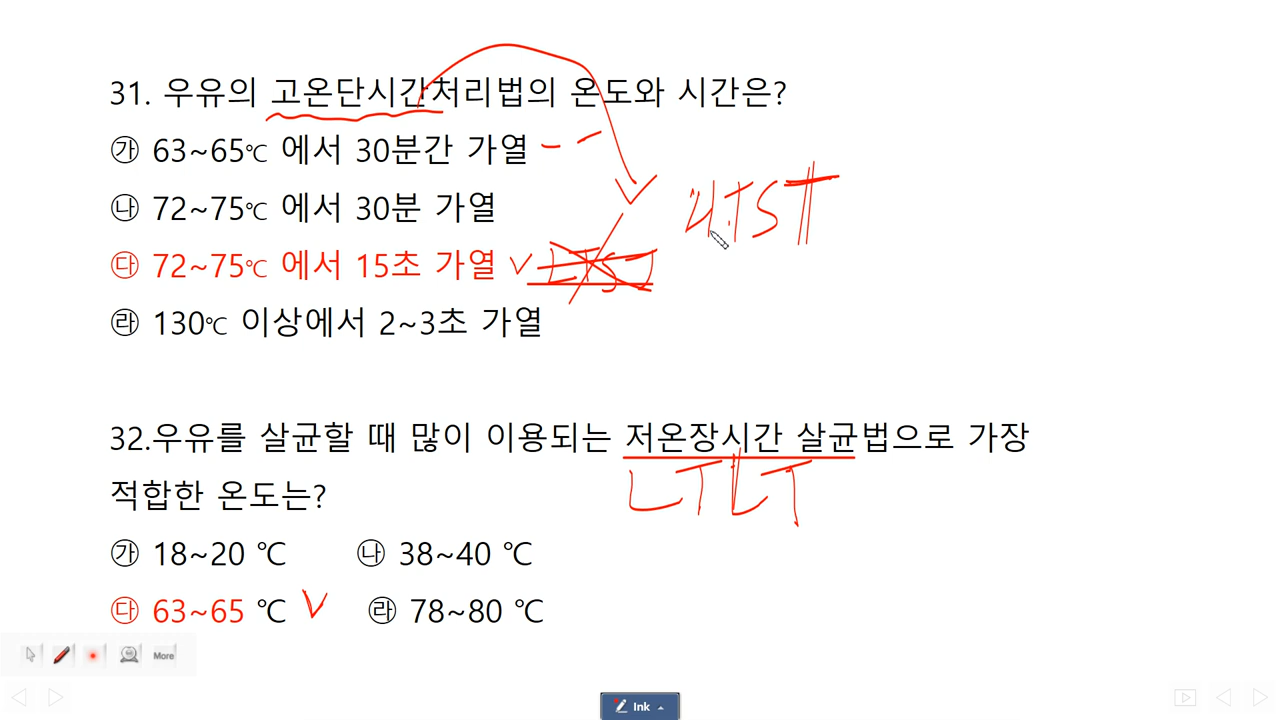 31. 우유의 고온단시간처리법의 온도와 시간은?
㉮ 63~65℃ 에서 30분간 가열
HTST
㉯ 72~75℃ 에서 30분 가열
㉰ 72~75℃ 에서 15초 가열
㉱ 130℃ 이상에서 2~3초 가열
32.우유를 살균할 때 많이 이용되는 저온장시간 살균법으로 가장
LTLT
적합한 온도는?
㉮ 18~20 ℃ ㉯ 38~40 ℃
㉰ 63~65 ℃ ㉱ 78~80 ℃
More
Ink